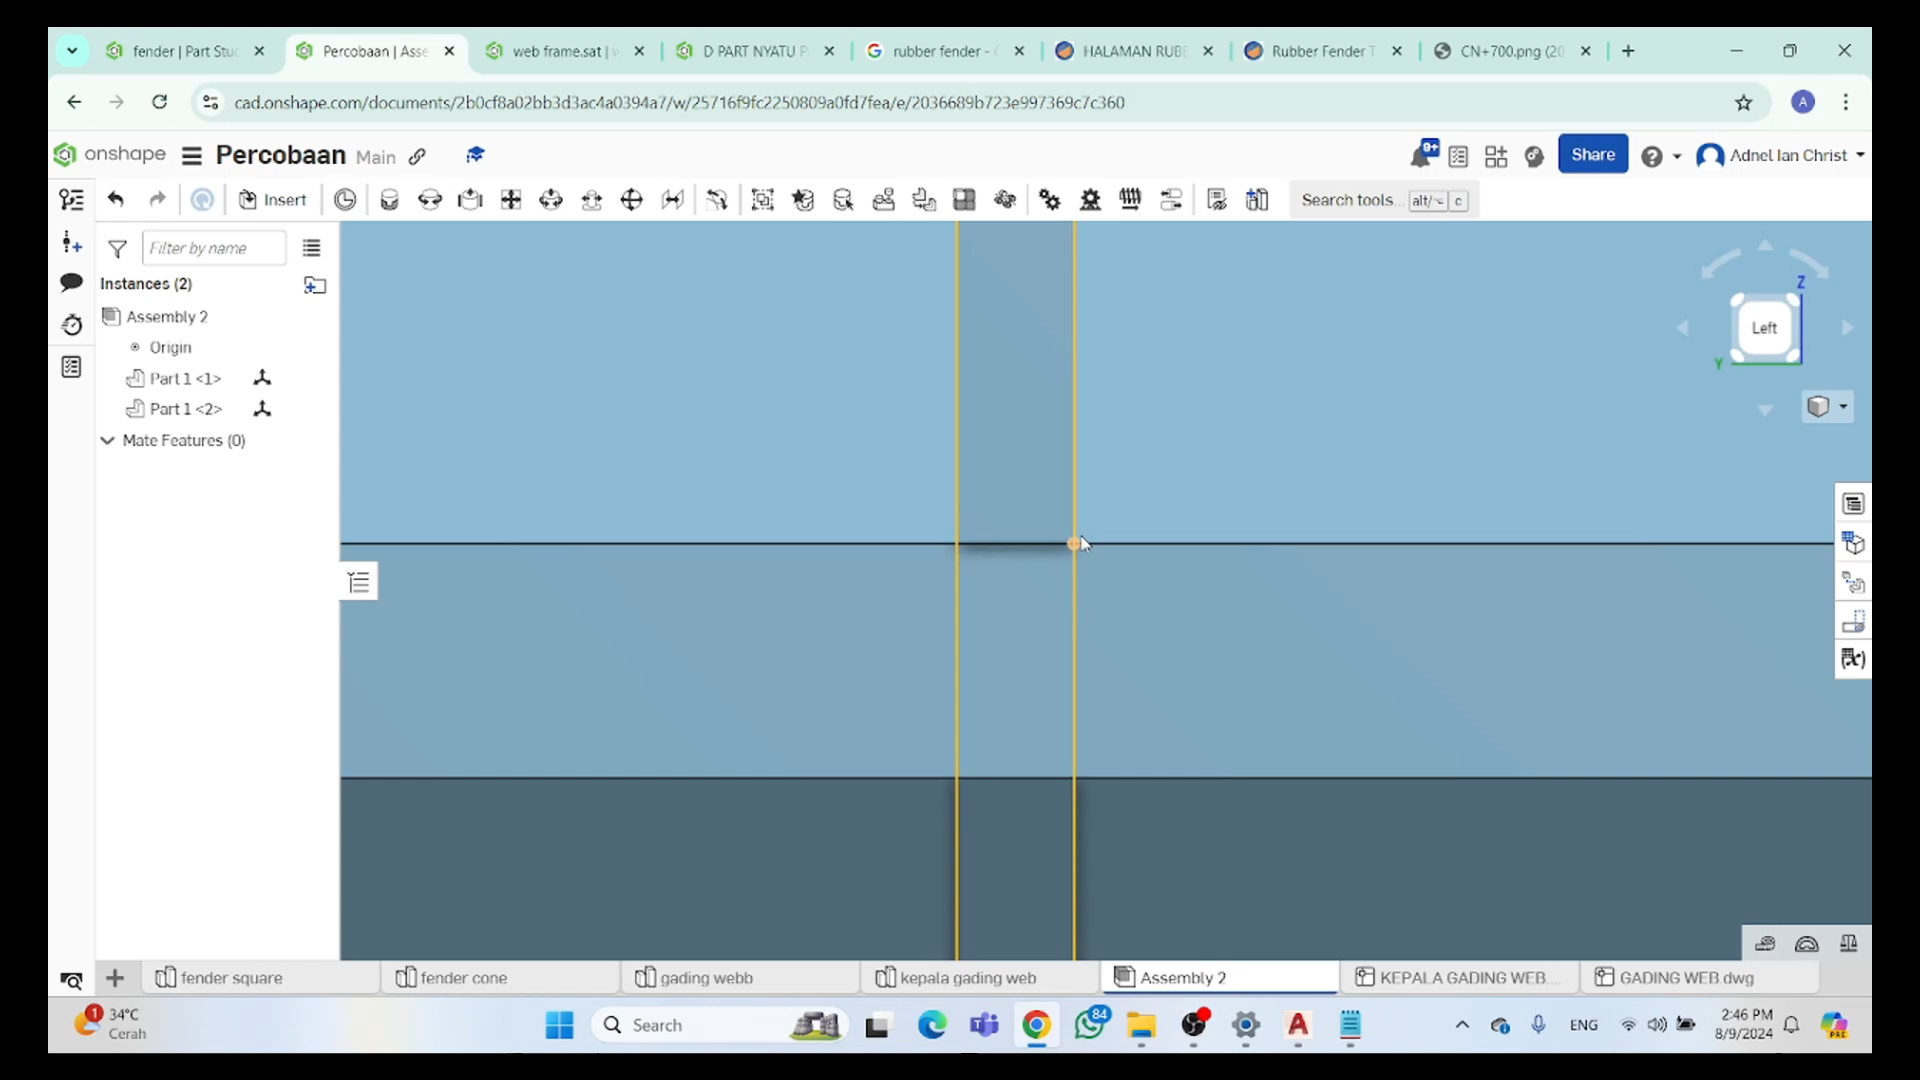 fender | Part Stu
Percobaan | Asse
web frame.sat |
D PART NYATU P
rubber fender -
HALAMAN RUB
Rubber Fender T
CN+700.png (20
cad.onshape.com/documents/2b0cf8a02bb3d3ac4a0394a7/w/25716f9fc2250809a0fd7fea/e/2036689b723e997369c7c360
A
onshape
Percobaan
Main
9+
Share
Adnel Ian Christ
Insert
Search tools...
alt/⌥
c
Filter by name
Instances (2)
Assembly 2
Origin
Part 1 <1>
Part 1 <2>
Mate Features (0)
Z
Left
Y
(x)
fender square
fender cone
gading webb
kepala gading web
Assembly 2
KEPALA GADING WEB....
GADING WEB.dwg
1
34°C
Cerah
Search
84
ENG
2:46 PM
8/9/2024
PRE